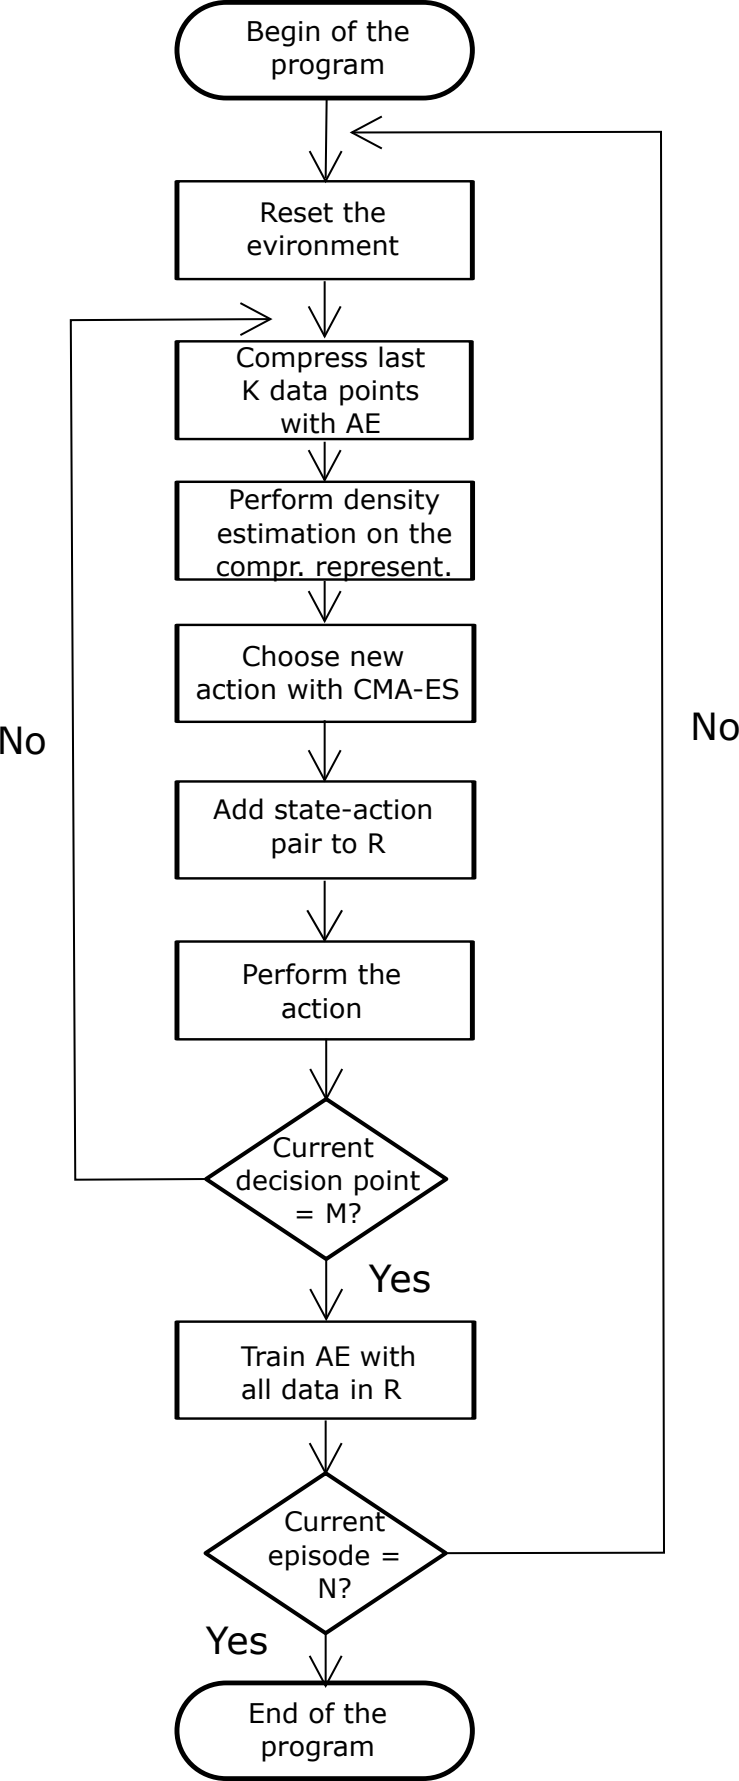 Begin of the
program
Reset the
evironment
Compress last
K data points
with AE
Perform density
estimation on the
compr. represent.
Choose new
action with CMA-ES
No
No
Add state-action
pair to R
Perform the
action
Current
decision point
= M?
Yes
Train AE with
all data in R
Current
episode =
N?
Yes
End of the
program